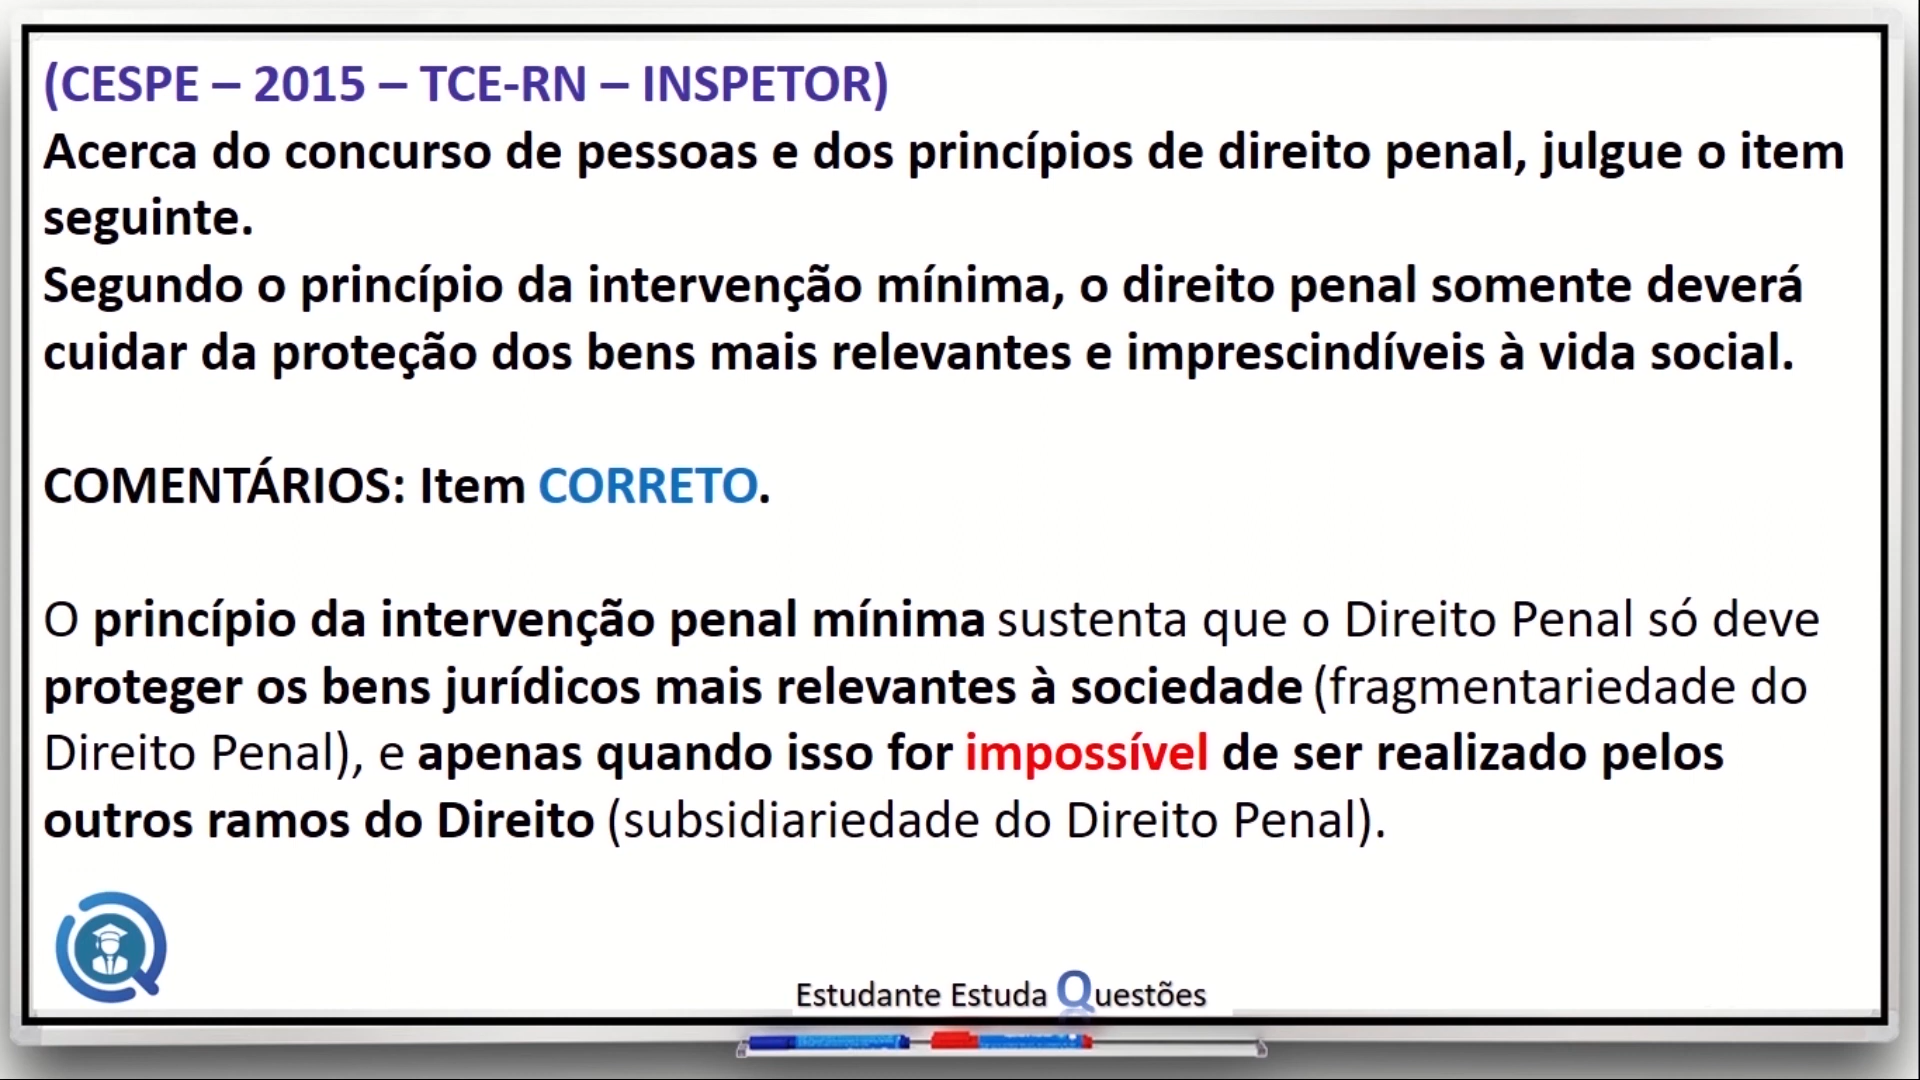 (CESPE – 2015 – TCE-RN – INSPETOR)
Acerca do concurso de pessoas e dos princípios de direito penal, julgue o item
seguinte.
Segundo o princípio da intervenção mínima, o direito penal somente deverá
cuidar da proteção dos bens mais relevantes e imprescindíveis à vida social.
COMENTÁRIOS: Item CORRETO.
O princípio da intervenção penal mínima sustenta que o Direito Penal só deve
proteger os bens jurídicos mais relevantes à sociedade (fragmentariedade do
Direito Penal), e apenas quando isso for impossível de ser realizado pelos
outros ramos do Direito (subsidiariedade do Direito Penal).
Estudante Estuda Questões